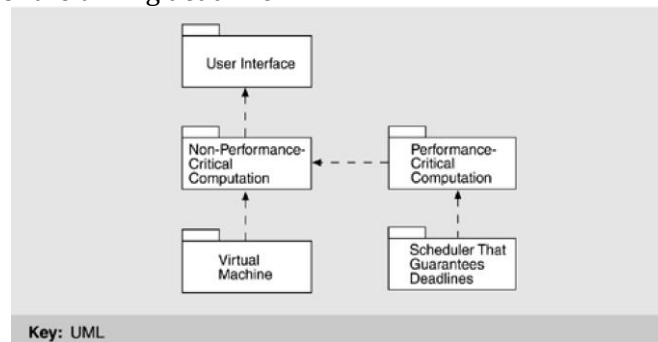 User Interface
Non-Performance-
Critical
Computation
Performance-
Critical
Computation
Virtual
Machine
Scheduler That
Guarantees
Deadlines
Key: UML